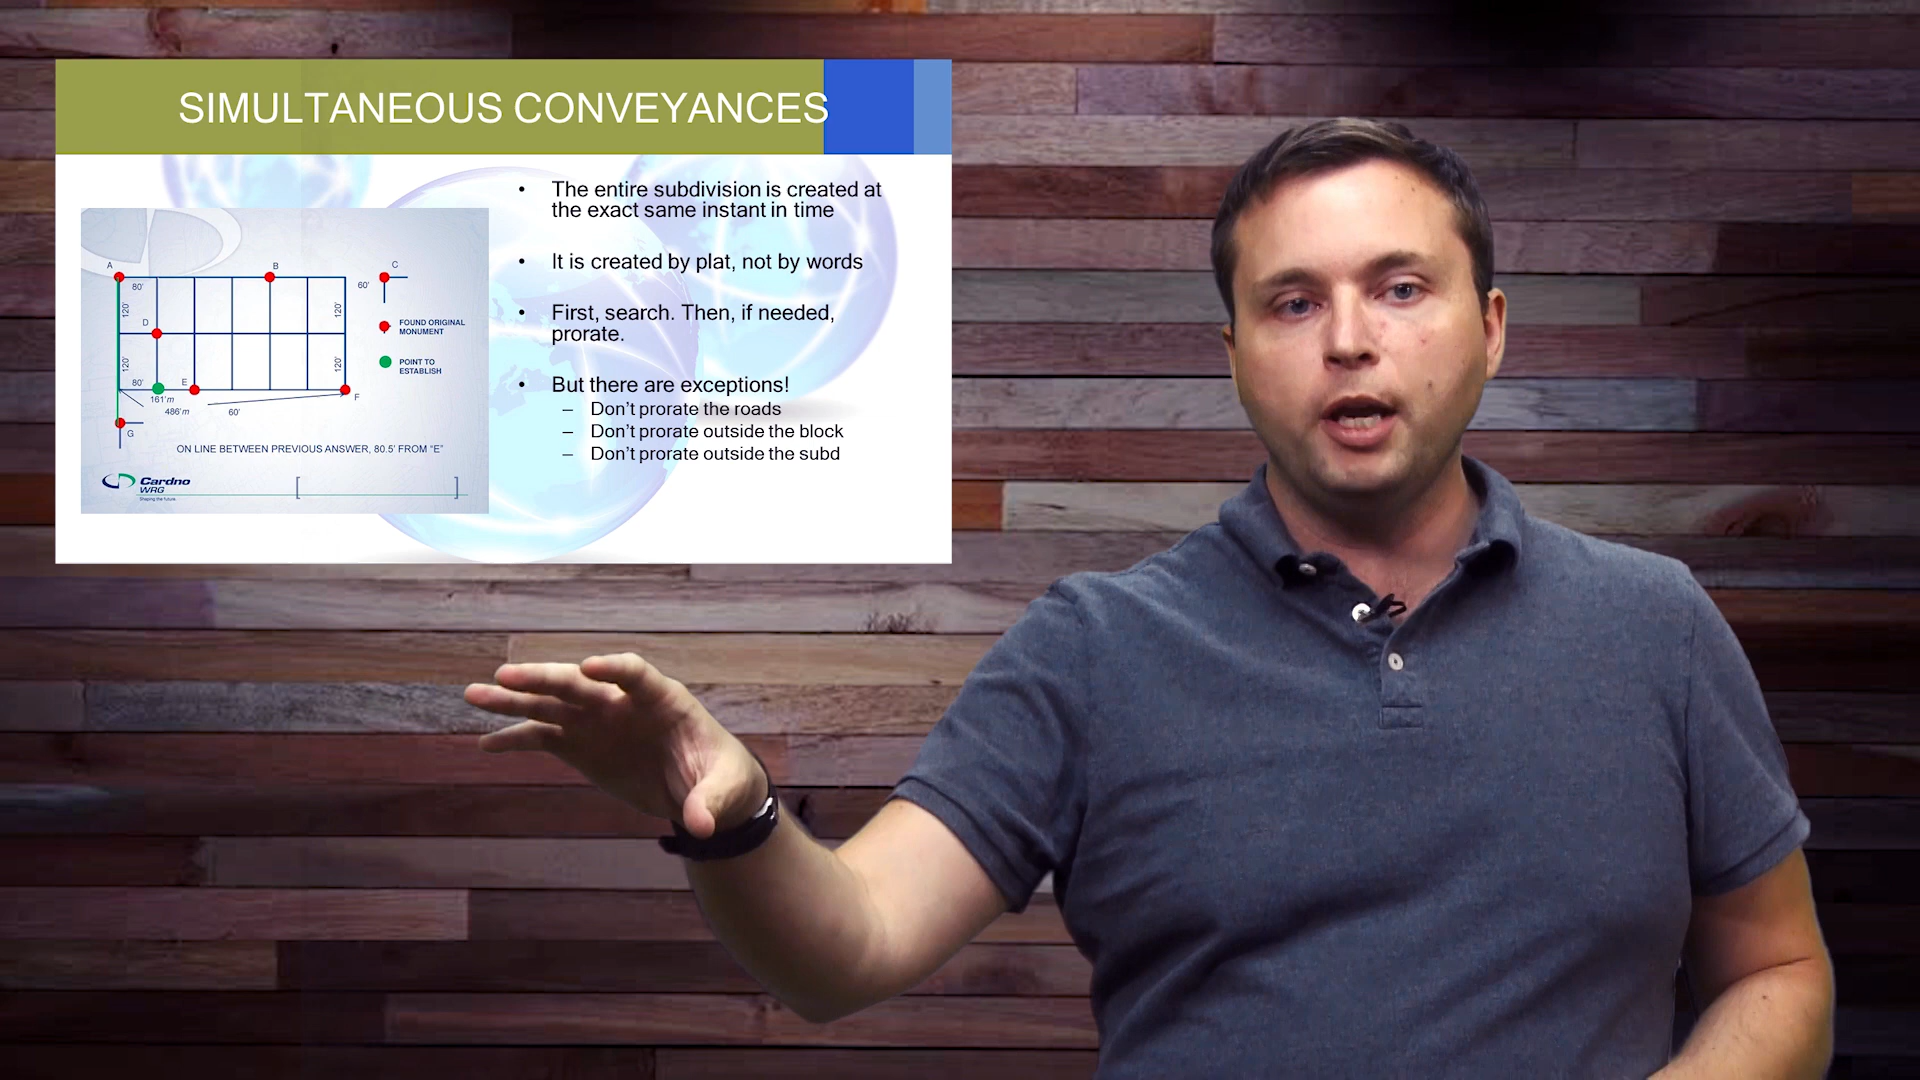 SIMULTANEOUS CONVEYANCES
A
B
C
80'
60'
120'
120'
D
FOUND ORIGINAL
MONUMENT
120'
120'
POINT TO
ESTABLISH
80'
E
161'm
486'm
60'
F
G
ON LINE BETWEEN PREVIOUS ANSWER, 80.5' FROM "E"
Cardno
WRG
Shaping the future
[ ]
• The entire subdivision is created at
the exact same instant in time
• It is created by plat, not by words
• First, search. Then, if needed,
prorate.
• But there are exceptions!
– Don't prorate the roads
– Don't prorate outside the block
– Don't prorate outside the subd